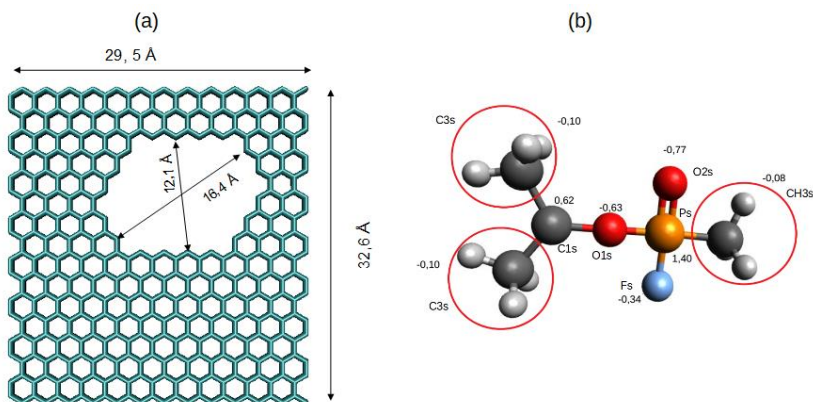 (a)
29, 5 Å
12,1 Å
16,4 Å
32,6 Å
(b)
C3s
-0,10
-0,77
O2s
-0,08
CH3s
0,62
-0,63
Ps
C1s
O1s
1,40
-0,10
C3s
Fs
-0,34